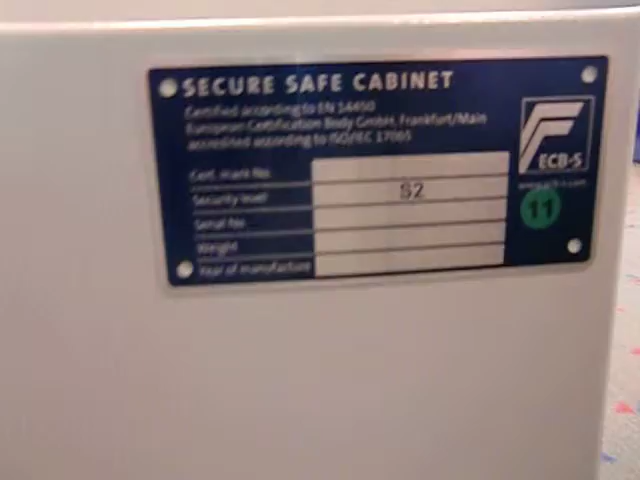 SECURE SAFE CABINET
Certified according to EN 14450
European Certification Body GmbH, Frankfurt/Main
accredited according to ISO/IEC 17065
ECB-S
Cert. mark No.
Security level S2
11
Serial No.
Weight
Year of manufacture